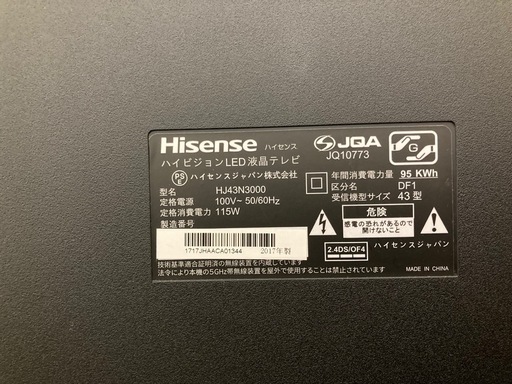 Hisense ハイセンス
ハイビジョンLED液晶テレビ
PS E ハイセンスジャパン株式会社
型名 HJ43N3000
定格電源 100V~ 50/60Hz
定格消費電力 115W
製造番号
1717JHAACA01344 2017年製
技術基準適合証明済の無線装置を内蔵しています
法令により本機の5GHz帯無線装置を屋外で使用することは禁止されています
JQA
JQ10773
G
年間消費電力量 95 KWh
区分名 DF1
受信機型サイズ 43型
危険
感電の恐れがあるので
開けないこと
2.4DS/OF4
ハイセンスジャパン
MADE IN CHINA